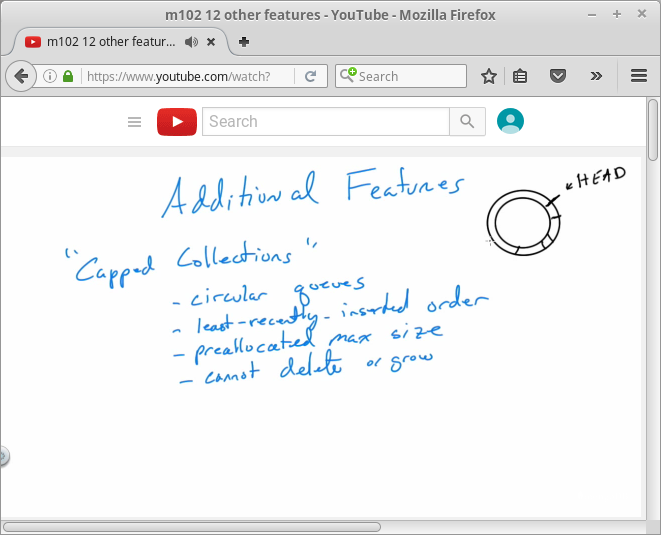 m102 12 other features - YouTube - Mozilla Firefox
m102 12 other featur...
https://www.youtube.com/watch?
Search
Search
Additional Features
HEAD
"Capped Collections"
- circular queues
- least-recently-inserted order
- preallocated max size
- cannot delete or grow